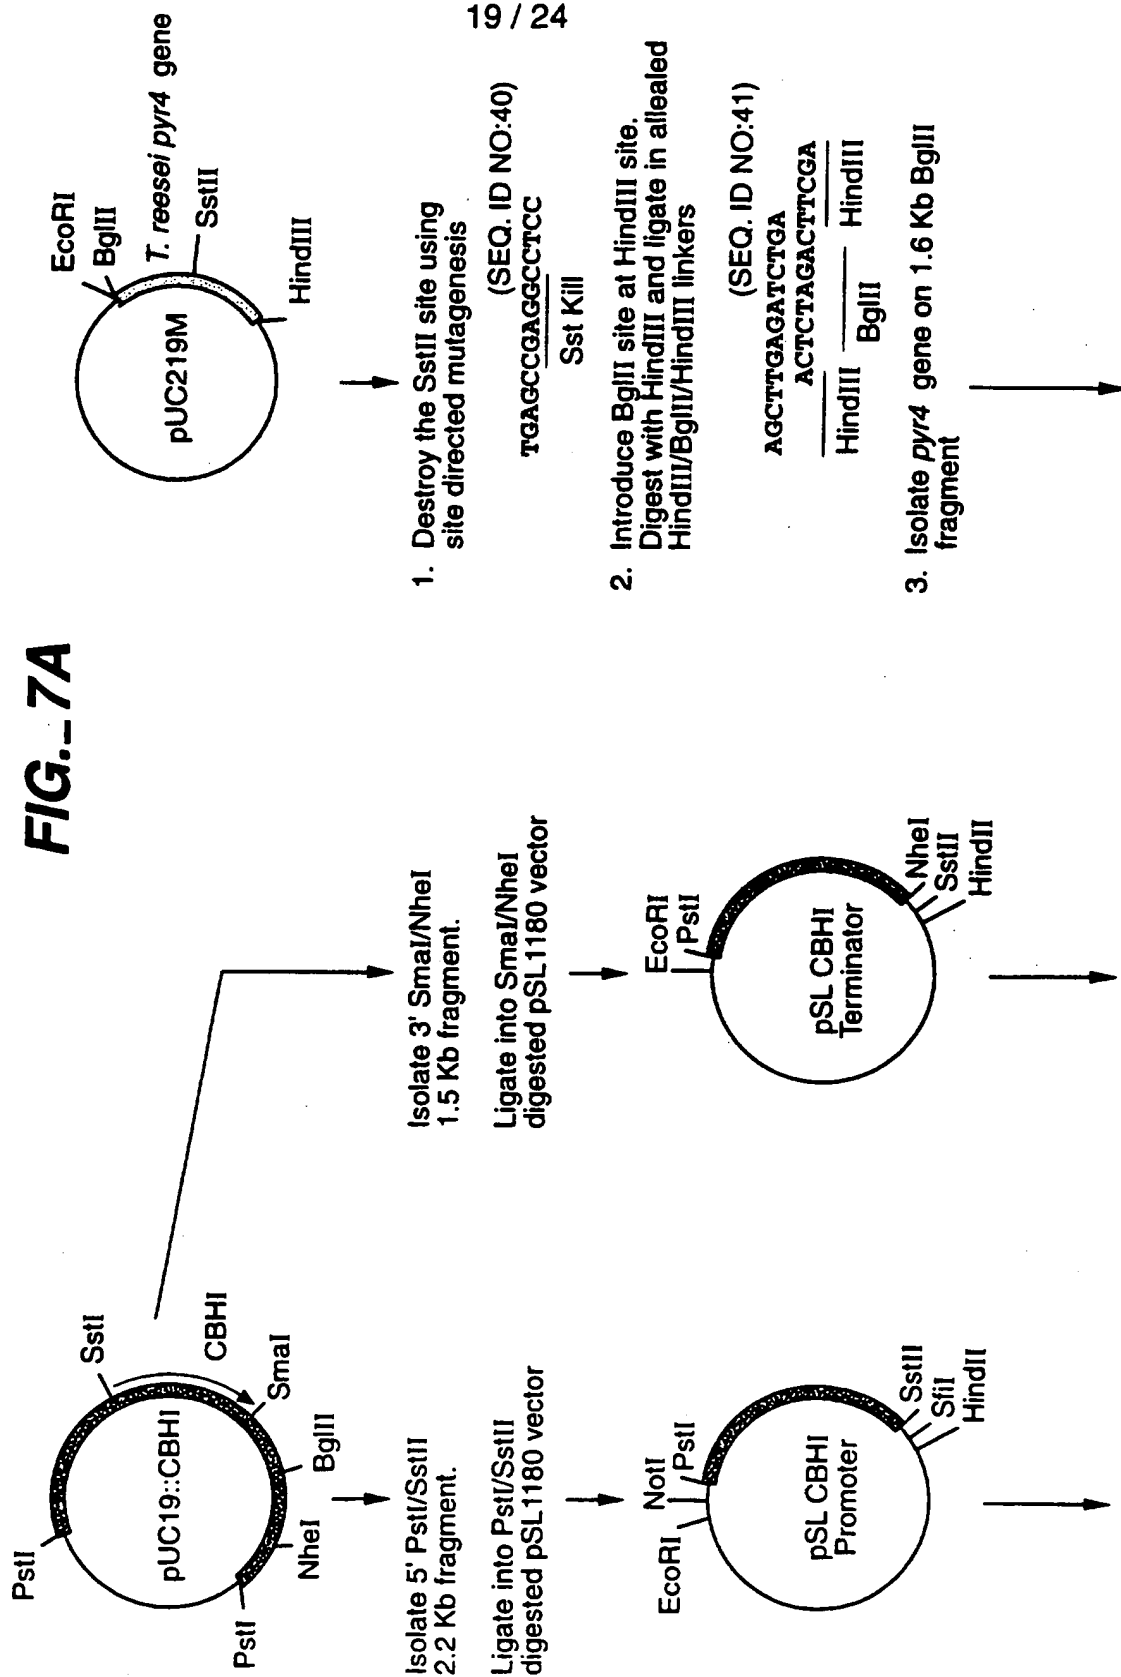 19 / 24
FIG._7A
PstI
SstI
CBHI
SmaI
BglII
NheI
PstI
pUC19::CBHI
Isolate 5' PstI/SstII
2.2 Kb fragment.
Ligate into PstI/SstII
digested pSL1180 vector
EcoRI
NotI
PstI
SstII
SfiI
HindII
pSL CBHI
Promoter
Isolate 3' SmaI/NheI
1.5 Kb fragment.
Ligate into SmaI/NheI
digested pSL1180 vector
EcoRI
PstI
NheI
SstII
HindII
pSL CBHI
Terminator
EcoRI
BglII
T. reesei pyr4 gene
SstII
HindIII
pUC219M
1. Destroy the SstII site using
site directed mutagenesis
(SEQ. ID NO:40)
TGAGCCGAGGCCTCC
Sst Kill
2. Introduce BglII site at HindIII site.
Digest with HindIII and ligate in allealed
HindIII/BglII/HindIII linkers
(SEQ. ID NO:41)
AGCTTGAGATCTGA
ACTCTAGACTTCGA
HindIII
BglII
HindIII
3. Isolate pyr4 gene on 1.6 Kb BglII
fragment